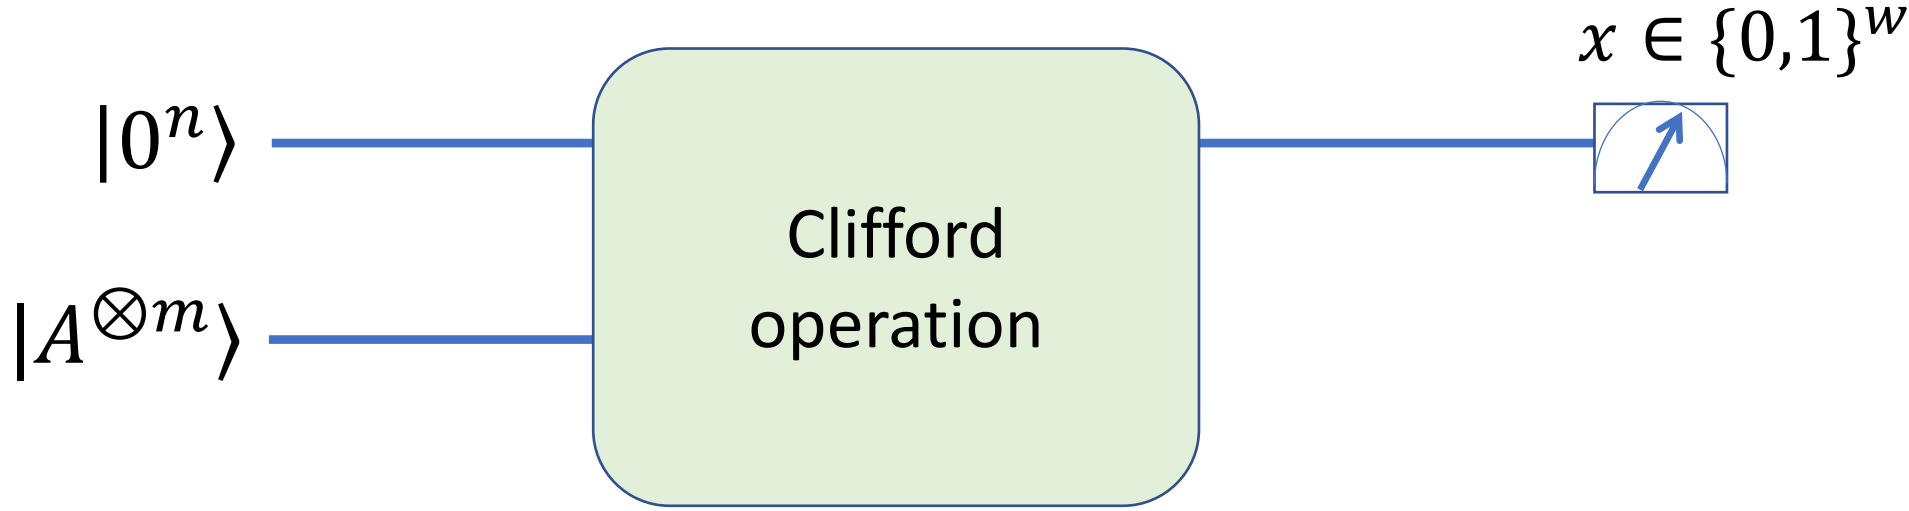 x ∈ {0,1}^w
|0^n⟩
Clifford
operation
|A^{⊗m}⟩